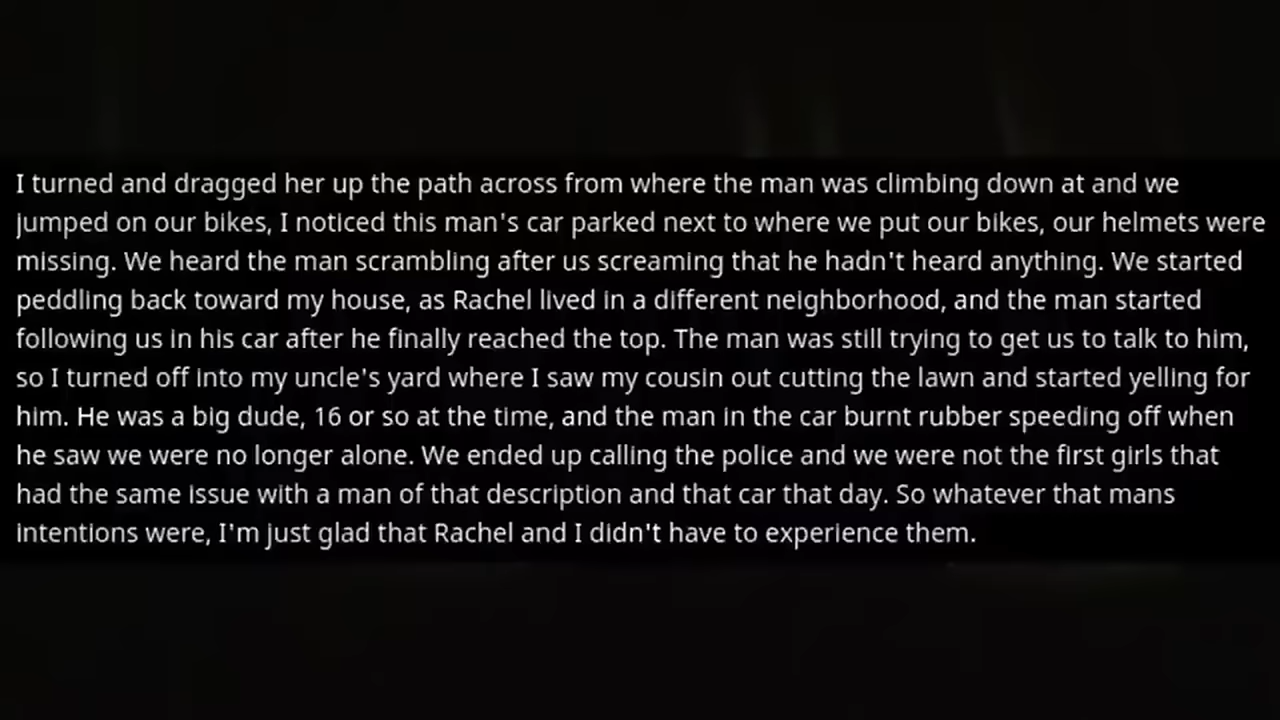 I turned and dragged her up the path across from where the man was climbing down at and we
jumped on our bikes, I noticed this man's car parked next to where we put our bikes, our helmets were
missing. We heard the man scrambling after us screaming that he hadn't heard anything. We started
peddling back toward my house, as Rachel lived in a different neighborhood, and the man started
following us in his car after he finally reached the top. The man was still trying to get us to talk to him,
so I turned off into my uncle's yard where I saw my cousin out cutting the lawn and started yelling for
him. He was a big dude, 16 or so at the time, and the man in the car burnt rubber speeding off when
he saw we were no longer alone. We ended up calling the police and we were not the first girls that
had the same issue with a man of that description and that car that day. So whatever that mans
intentions were, I'm just glad that Rachel and I didn't have to experience them.